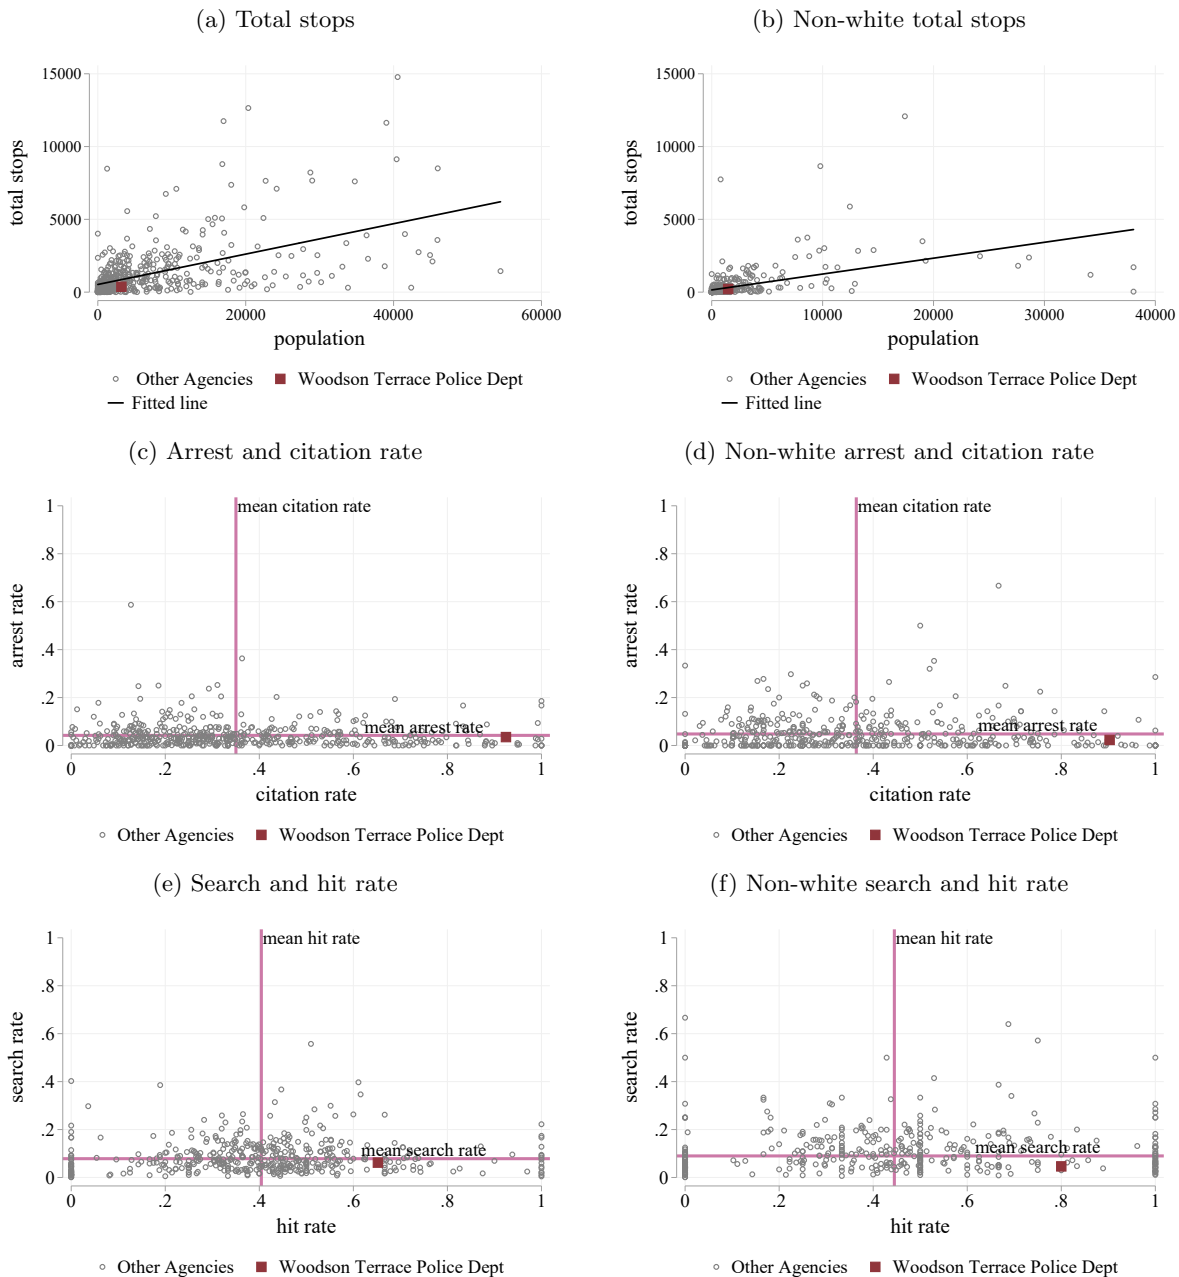 (a) Total stops
15000
10000
5000
0
total stops
0 20000 40000 60000
population
Other Agencies Woodson Terrace Police Dept
Fitted line
(b) Non-white total stops
15000
10000
5000
0
total stops
0 10000 20000 30000 40000
population
Other Agencies Woodson Terrace Police Dept
Fitted line
(c) Arrest and citation rate
1
.8
.6
.4
.2
0
arrest rate
mean citation rate
mean arrest rate
0 .2 .4 .6 .8 1
citation rate
Other Agencies Woodson Terrace Police Dept
(d) Non-white arrest and citation rate
1
.8
.6
.4
.2
0
arrest rate
mean citation rate
mean arrest rate
0 .2 .4 .6 .8 1
citation rate
Other Agencies Woodson Terrace Police Dept
(e) Search and hit rate
1
.8
.6
.4
.2
0
search rate
mean hit rate
mean search rate
0 .2 .4 .6 .8 1
hit rate
Other Agencies Woodson Terrace Police Dept
(f) Non-white search and hit rate
1
.8
.6
.4
.2
0
search rate
mean hit rate
mean search rate
0 .2 .4 .6 .8 1
hit rate
Other Agencies Woodson Terrace Police Dept